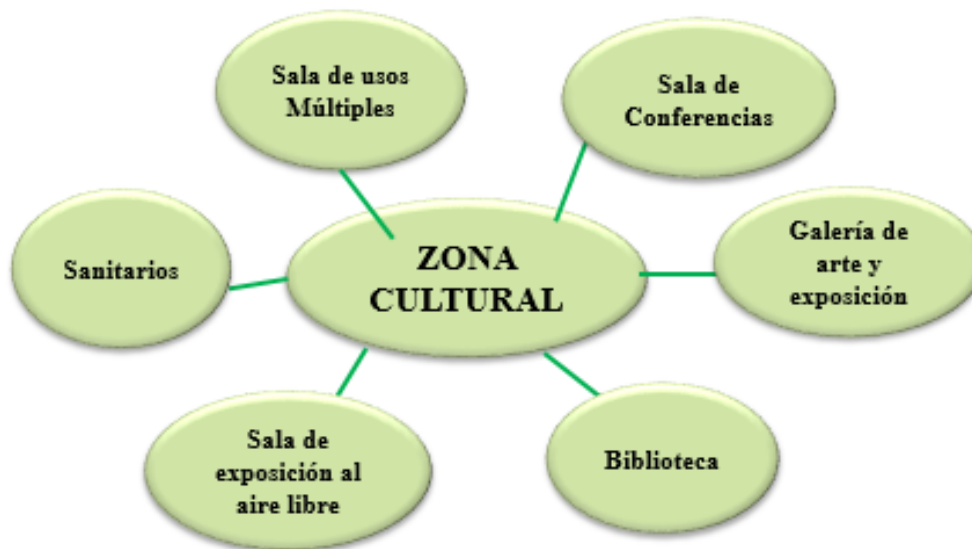 Sala de usos
Múltiples
Sala de
Conferencias
Sanitarios
ZONA
CULTURAL
Galería de
arte y
exposición
Sala de
exposición al
aire libre
Biblioteca